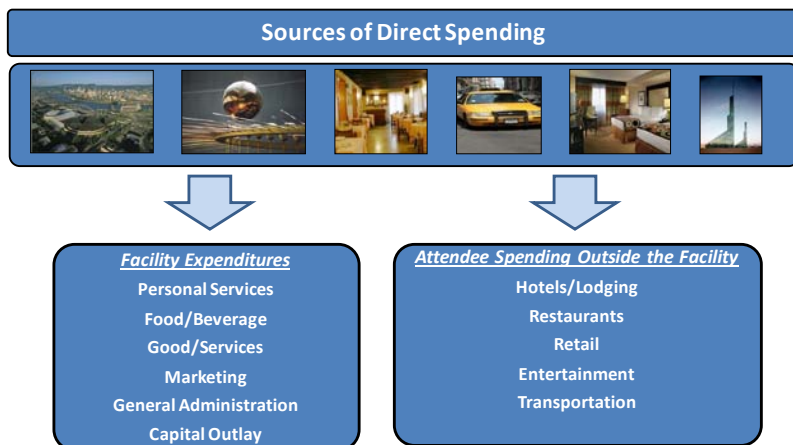 Sources of Direct Spending
Facility Expenditures
Personal Services
Food/Beverage
Good/Services
Marketing
General Administration
Capital Outlay
Attendee Spending Outside the Facility
Hotels/Lodging
Restaurants
Retail
Entertainment
Transportation